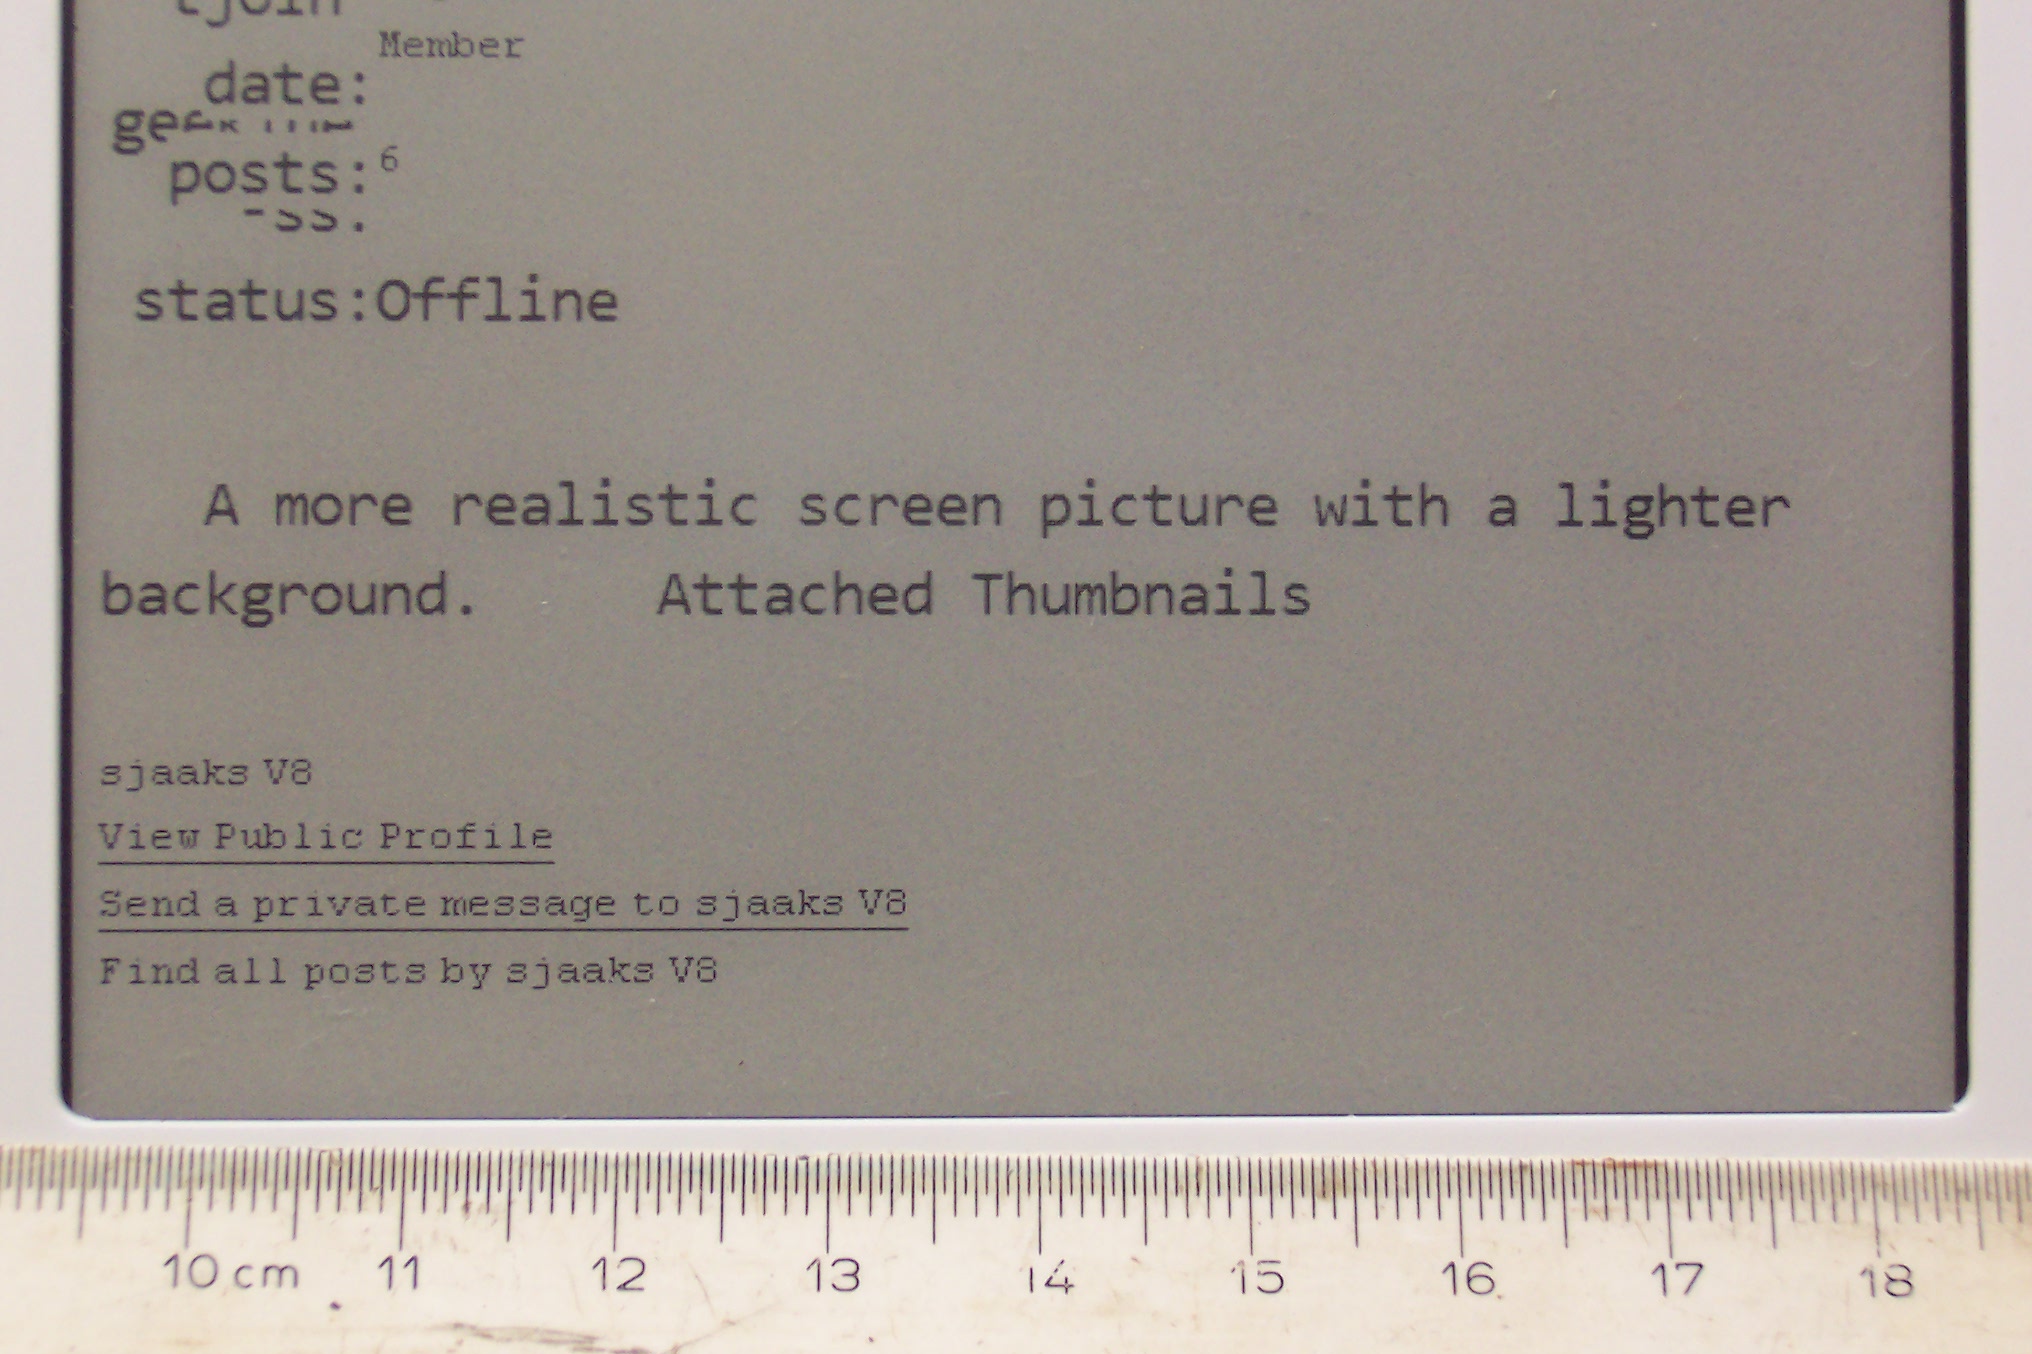 Member
date:
posts:6
status:Offline
A more realistic screen picture with a lighter
background. Attached Thumbnails
sjaaks V8
View Public Profile
Send a private message to sjaaks V8
Find all posts by sjaaks V8
10 cm 11 12 13 14 15 16 17 18